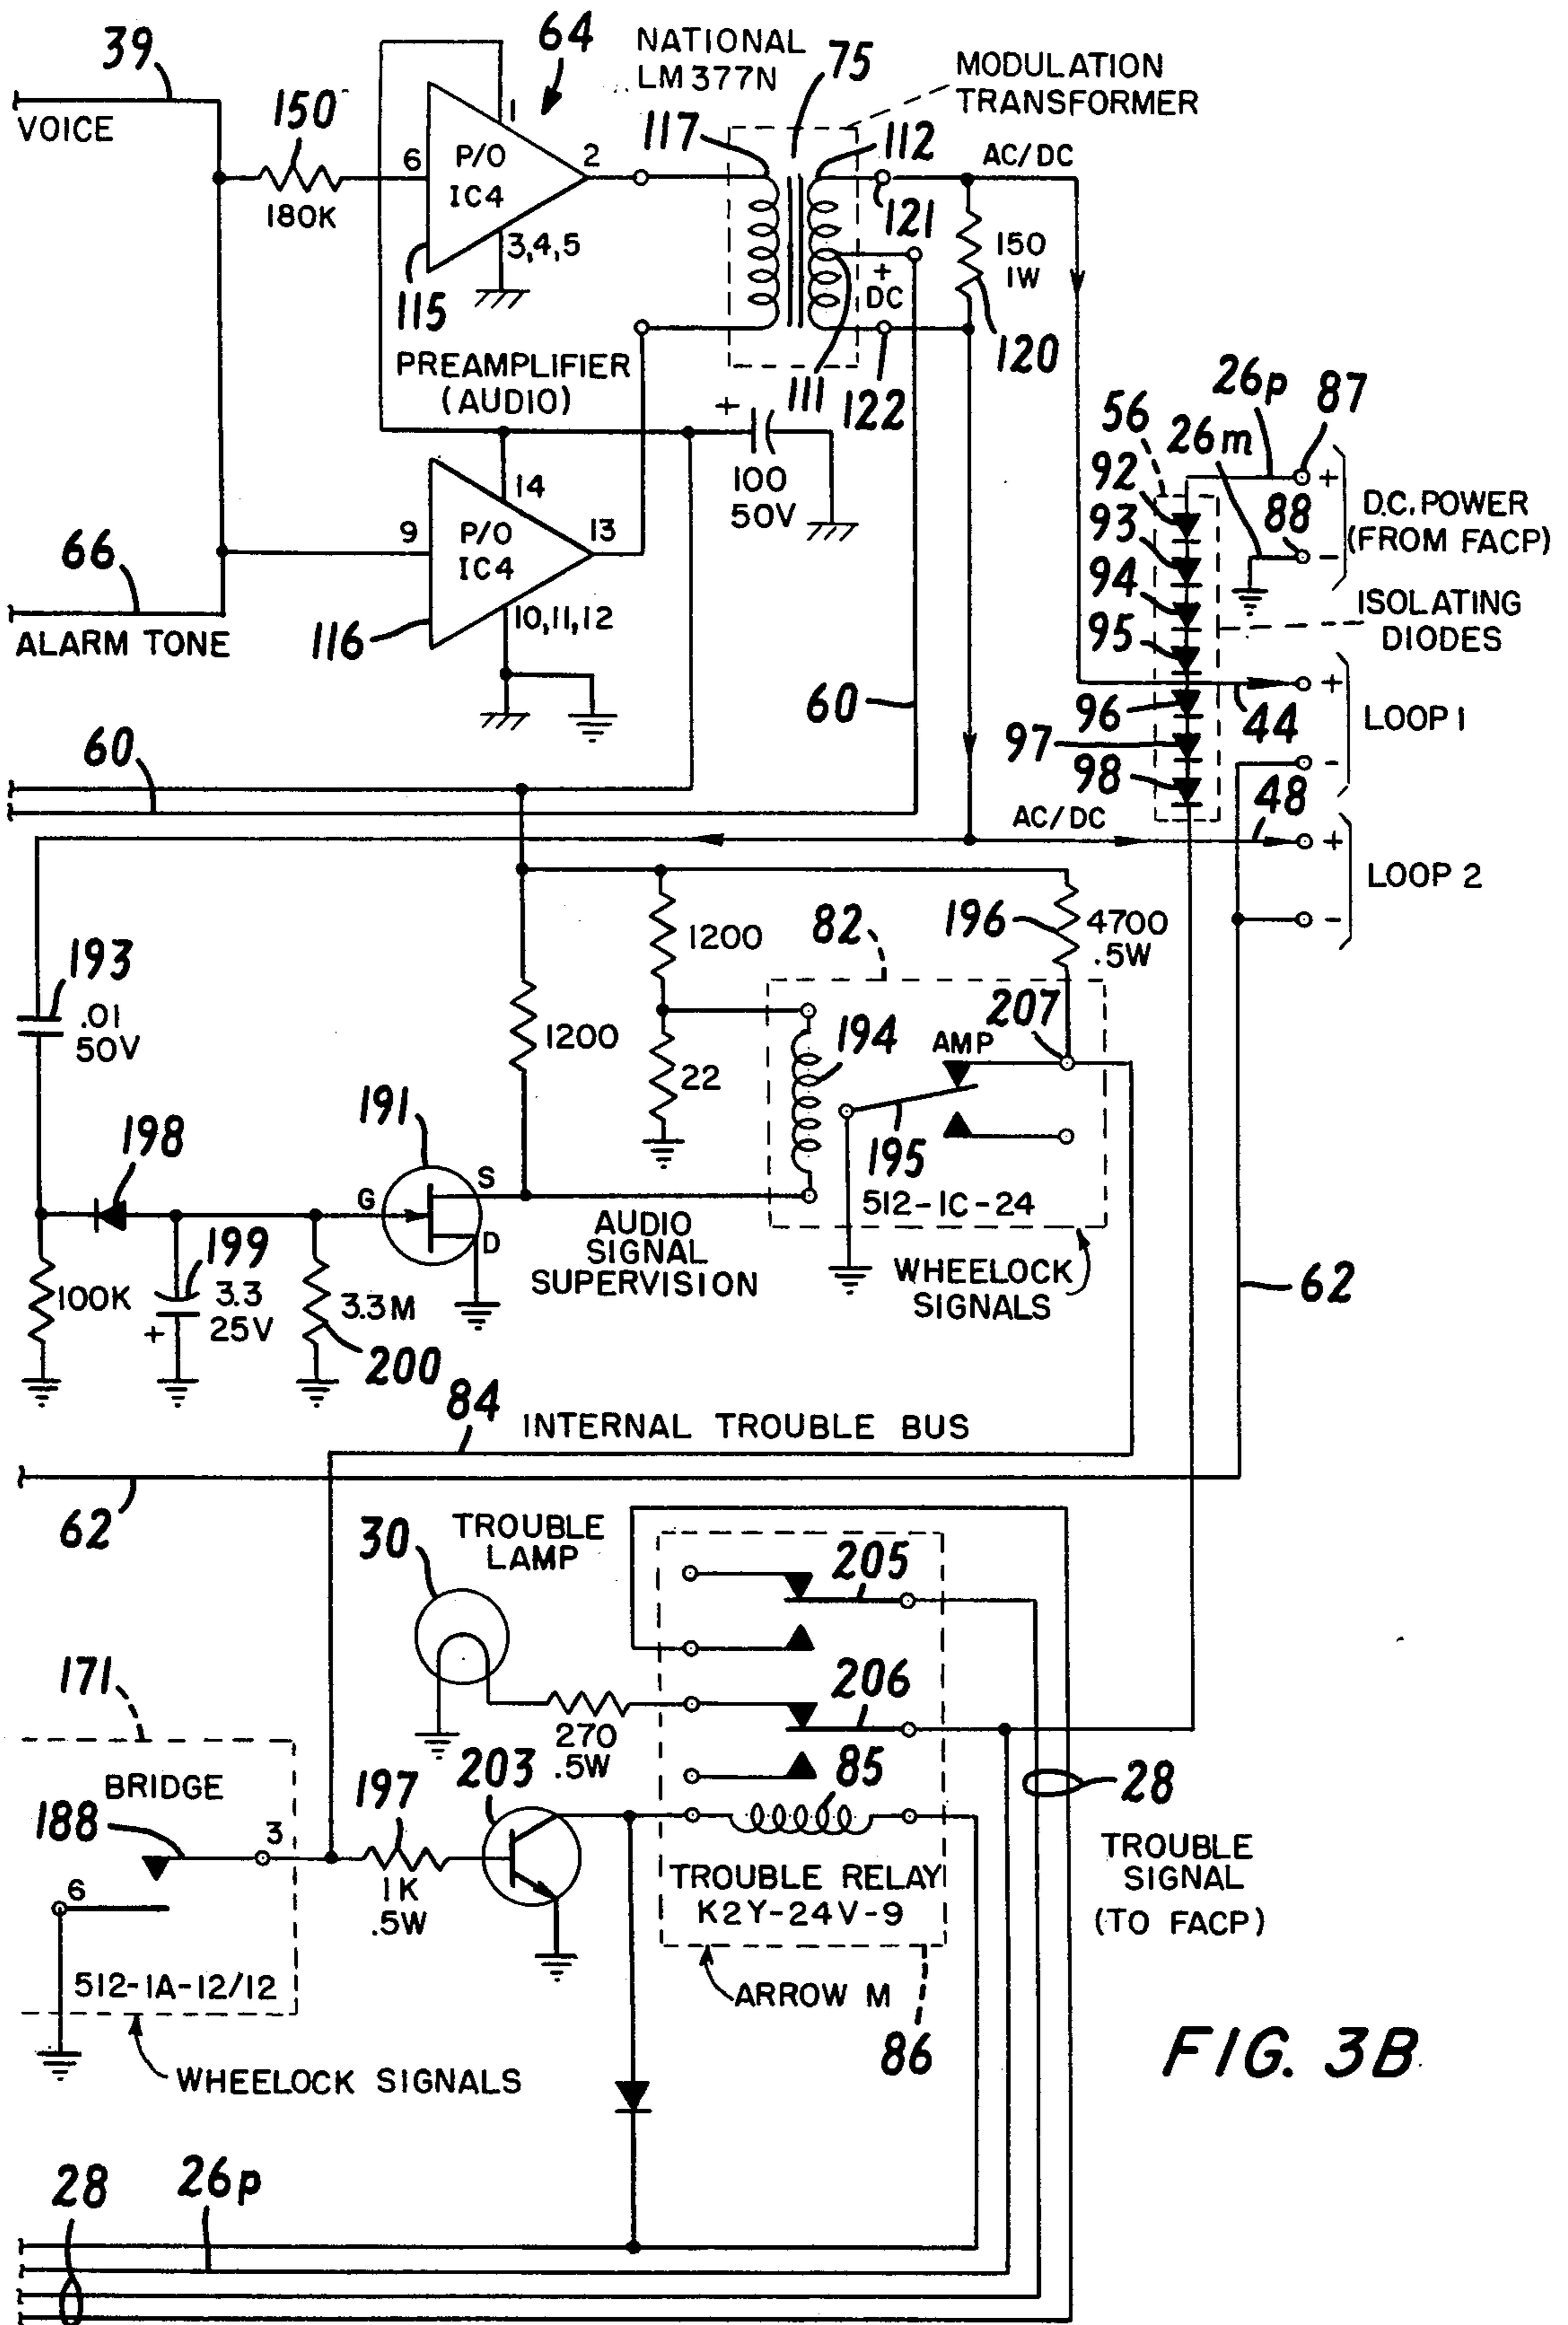 39
VOICE
150
180K
64
1
6
P/O
IC4
2
3,4,5
115
PREAMPLIFIER
(AUDIO)
NATIONAL
LM377N
75
MODULATION
TRANSFORMER
117
112
AC/DC
121
+
DC
150
1W
120
111
122
+
100
50V
14
9
P/O
IC4
13
10,11,12
116
66
ALARM TONE
60
60
56
26p
87
26m
92
+
93
88
-
D.C. POWER
(FROM FACP)
94
ISOLATING
DIODES
95
+
96
44
LOOP 1
97
-
98
48
AC/DC
+
LOOP 2
-
193
.01
50V
1200
1200
22
82
196
4700
.5W
194
AMP
207
195
512-1C-24
WHEELOCK
SIGNALS
191
G
S
D
198
AUDIO
SIGNAL
SUPERVISION
100K
199
3.3
25V
+
3.3M
200
62
84
INTERNAL TROUBLE BUS
62
30
TROUBLE
LAMP
205
206
270
.5W
85
28
TROUBLE
SIGNAL
(TO FACP)
171
BRIDGE
188
3
6
197
1K
.5W
203
TROUBLE RELAY
K2Y-24V-9
512-1A-12/12
WHEELOCK SIGNALS
ARROW M
86
FIG. 3B
28
26p